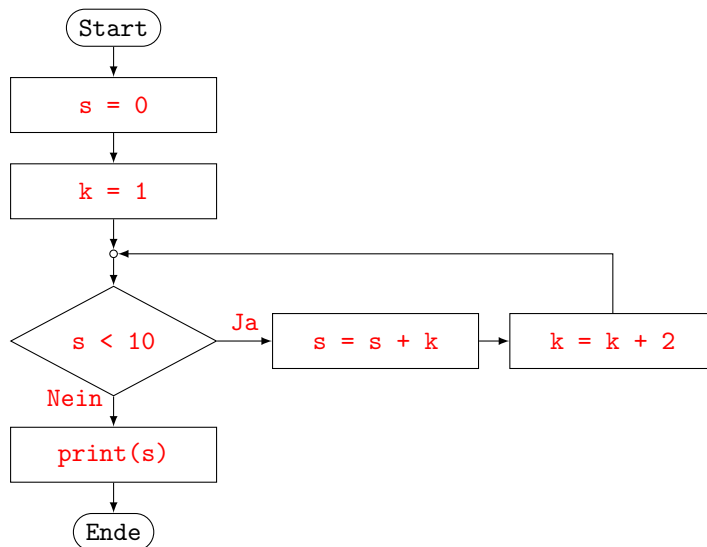 Start
s = 0
k = 1
s < 10
Ja
s = s + k
k = k + 2
Nein
print(s)
Ende